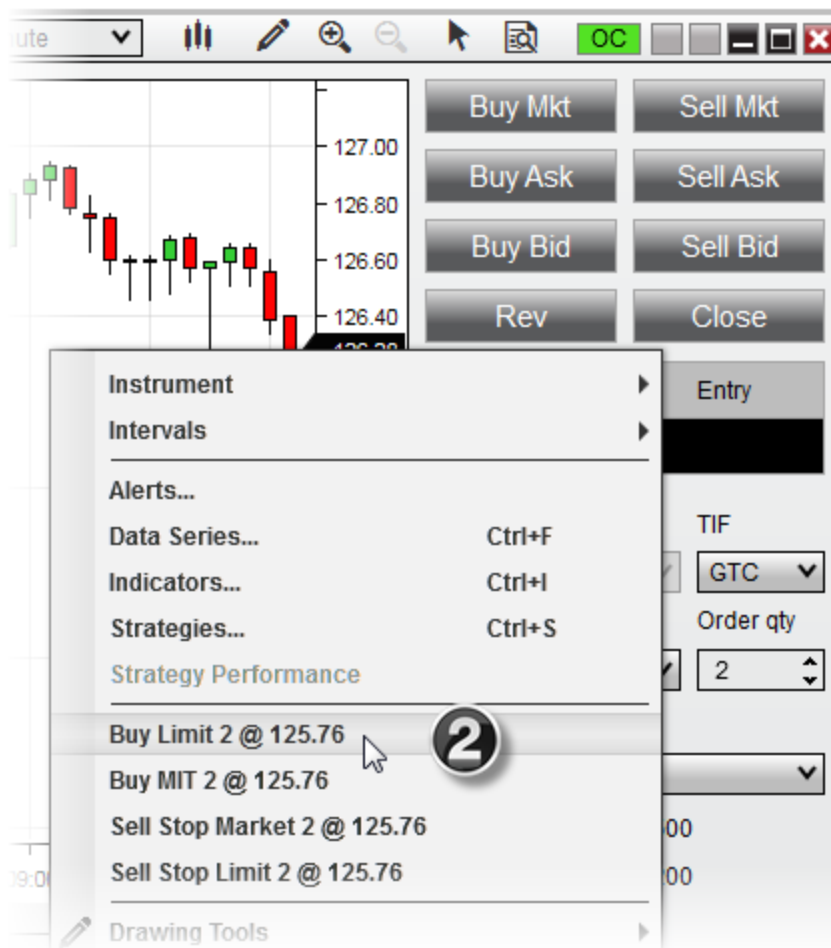 OC
Buy Mkt Sell Mkt
127.00
Buy Ask Sell Ask
126.80
Buy Bid Sell Bid
126.60
Rev Close
126.40
Instrument
Entry
Intervals
Alerts...
TIF
Data Series... Ctrl+F
GTC
Indicators... Ctrl+I
Order qty
Strategies... Ctrl+S
2
Strategy Performance
Buy Limit 2 @ 125.76
2
Buy MIT 2 @ 125.76
Sell Stop Market 2 @ 125.76
Sell Stop Limit 2 @ 125.76
Drawing Tools